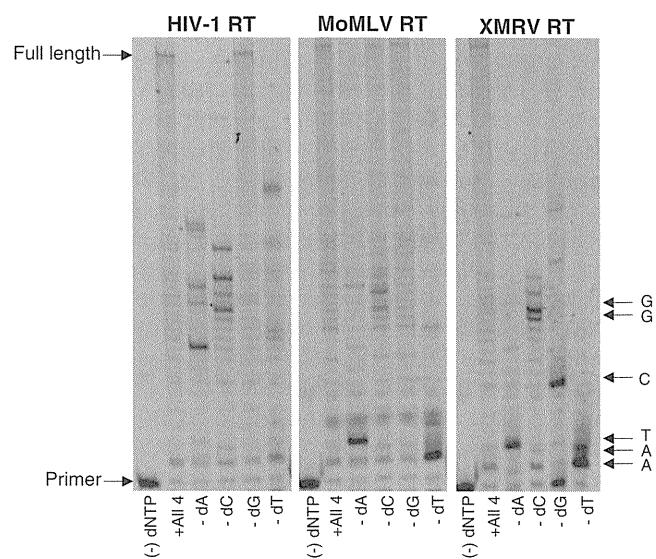 HIV-1 RT MoMLV RT XMRV RT
Full length
G
G
C
T
A
A
Primer
(-) dNTP +All 4 - dA - dC - dG - dT (-) dNTP +All 4 - dA - dC - dG - dT (-) dNTP +All 4 - dA - dC - dG - dT